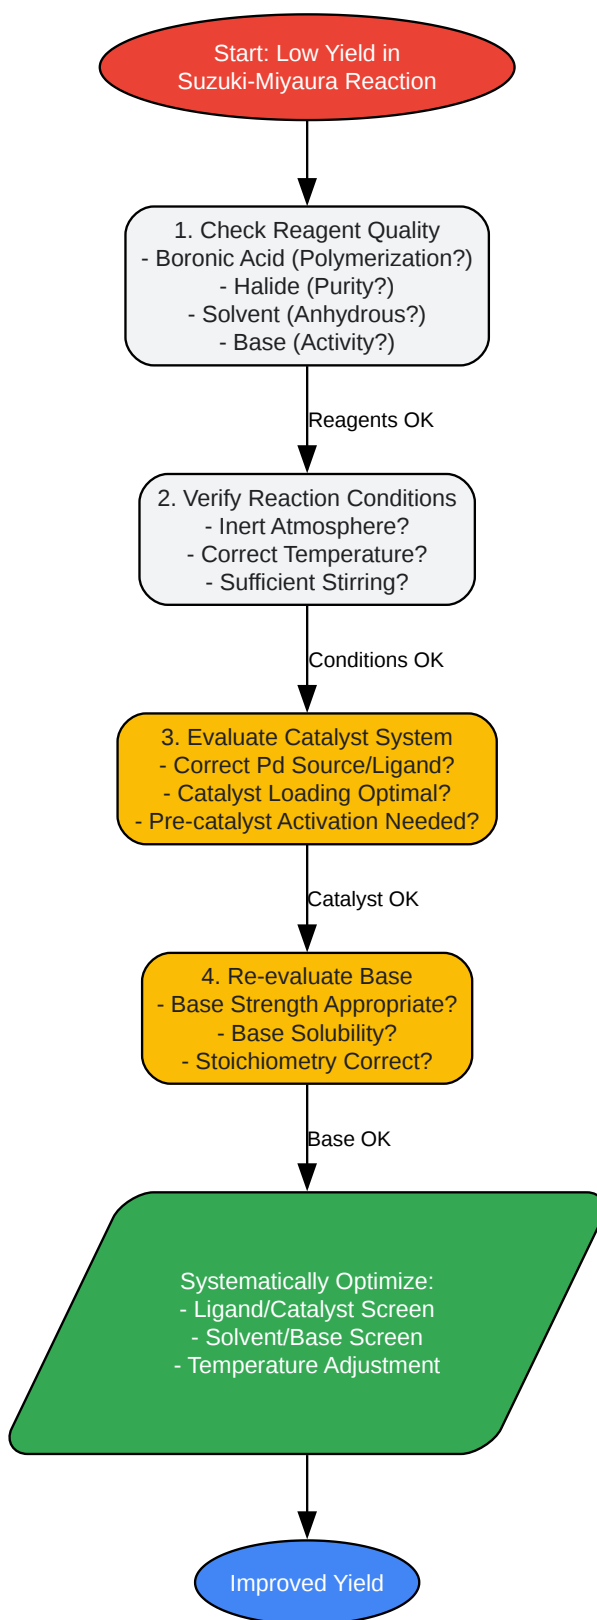 Start: Low Yield in
Suzuki-Miyaura Reaction
1. Check Reagent Quality
- Boronic Acid (Polymerization?)
- Halide (Purity?)
- Solvent (Anhydrous?)
- Base (Activity?)
Reagents OK
2. Verify Reaction Conditions
- Inert Atmosphere?
- Correct Temperature?
- Sufficient Stirring?
Conditions OK
3. Evaluate Catalyst System
- Correct Pd Source/Ligand?
- Catalyst Loading Optimal?
- Pre-catalyst Activation Needed?
Catalyst OK
4. Re-evaluate Base
- Base Strength Appropriate?
- Base Solubility?
- Stoichiometry Correct?
Base OK
Systematically Optimize:
- Ligand/Catalyst Screen
- Solvent/Base Screen
- Temperature Adjustment
Improved Yield